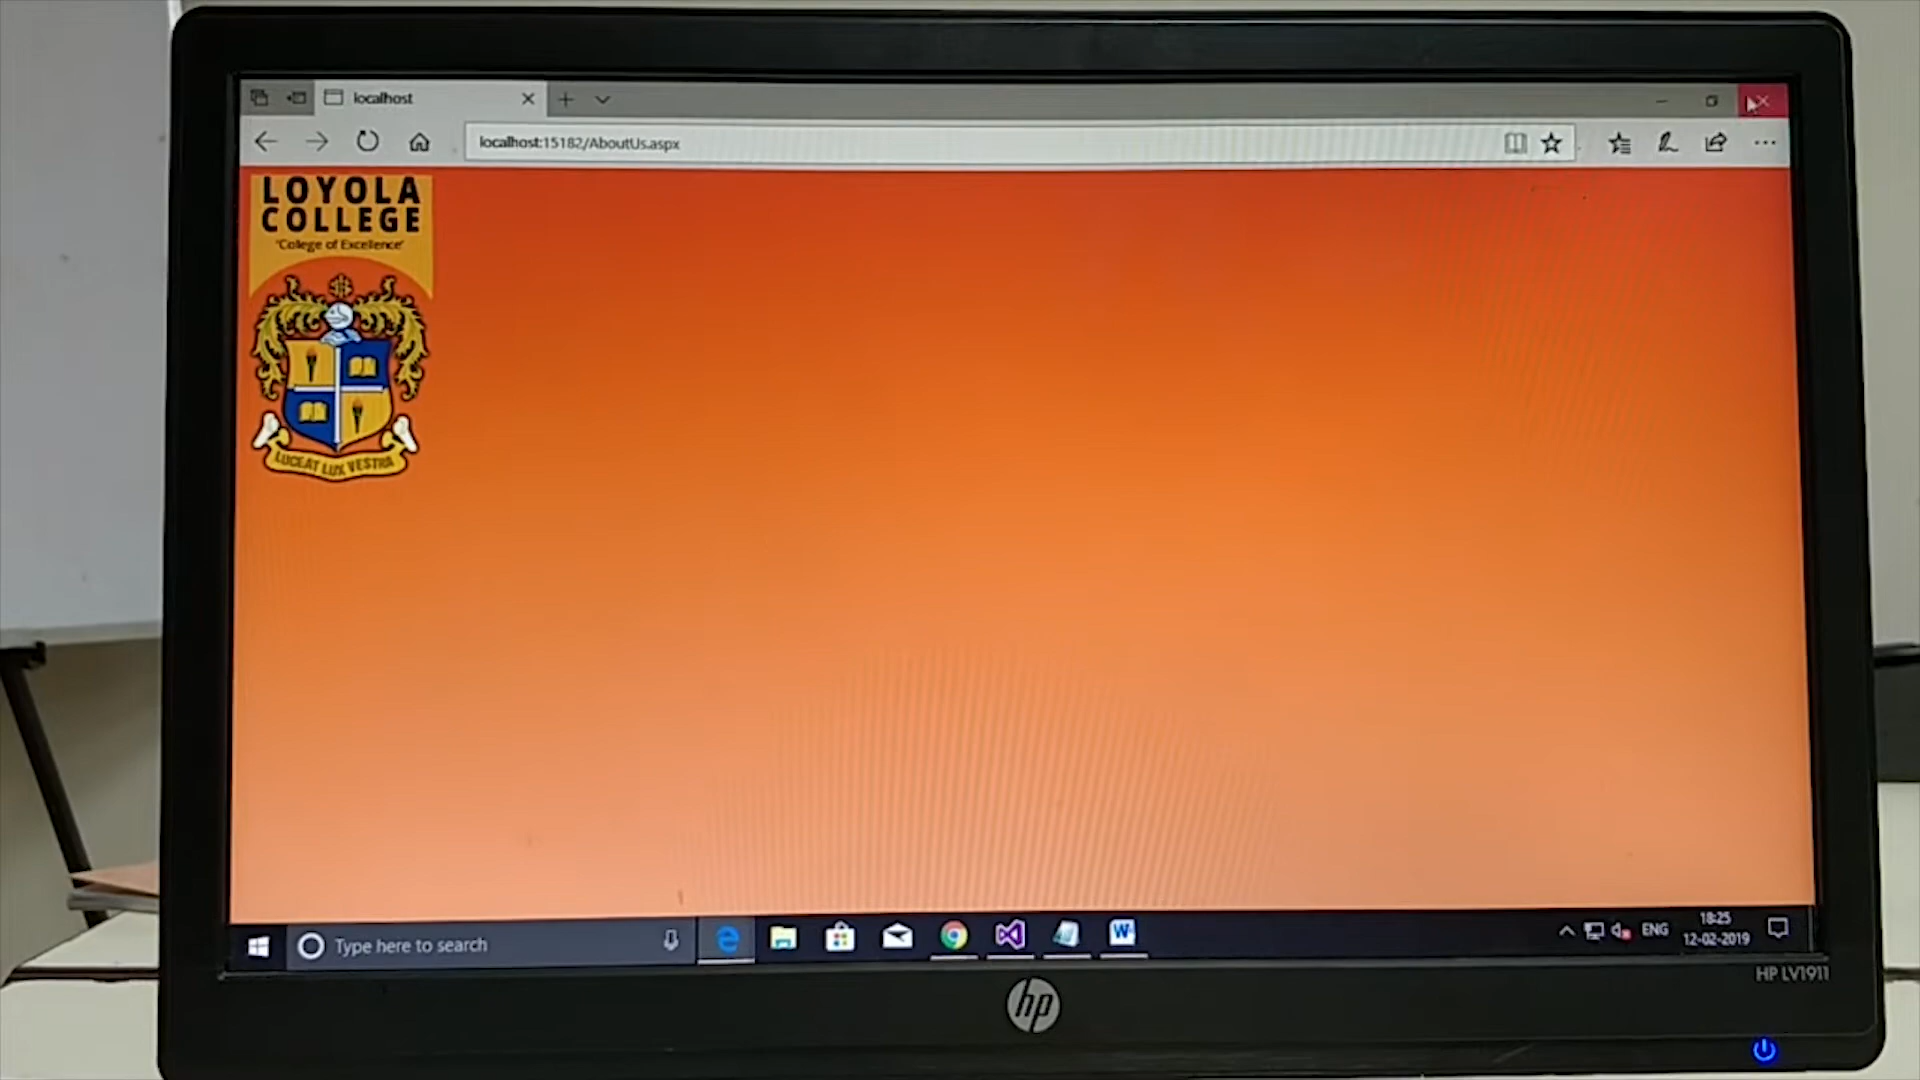 localhost
localhost:15182/AboutUs.aspx
LOYOLA
COLLEGE
'College of Excellence'
LUCEAT LUX VESTRA
Type here to search
W
ENG
18:25
12-02-2019
HP LV1911
hp